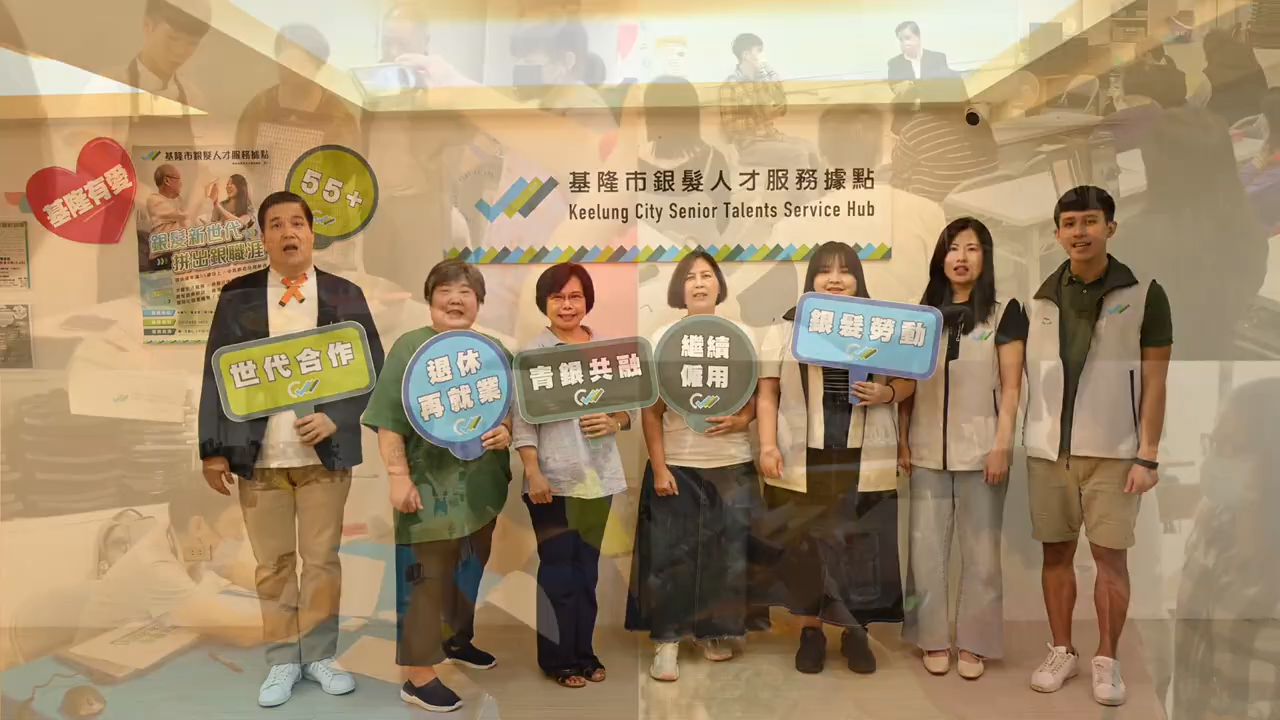 基隆市銀髮人才服務據點
55+
基隆有愛
銀髮新世代
拼出銀職涯
基隆市銀髮人才服務據點
Keelung City Senior Talents Service Hub
世代合作
退休
再就業
青銀共融
繼續
僱用
銀髮勞動